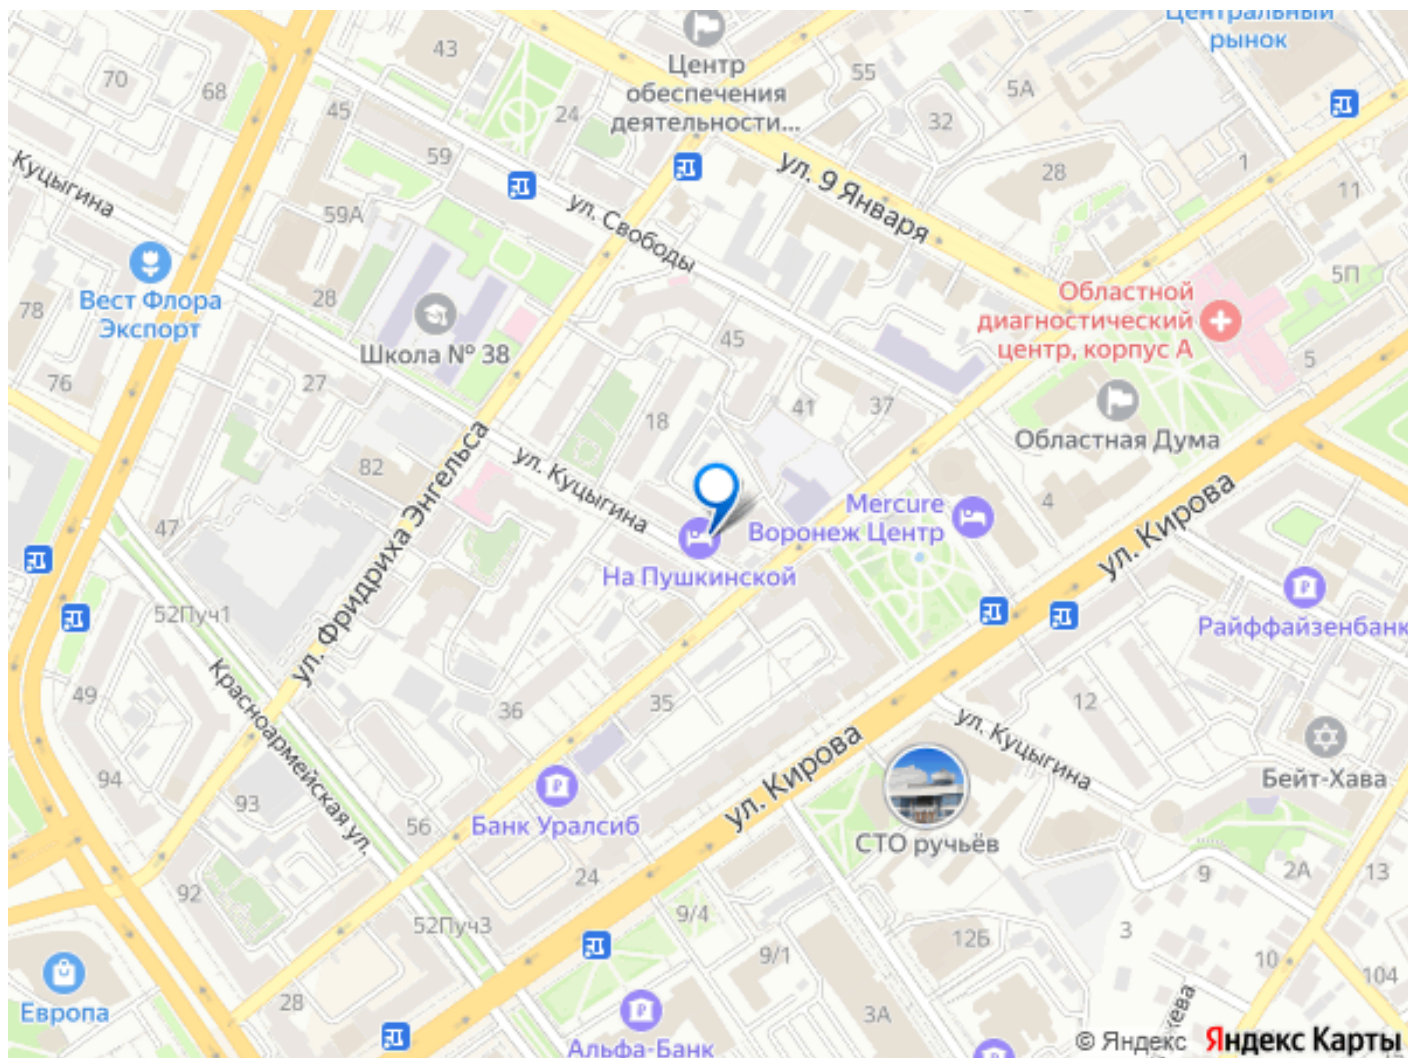 Центральный
рынок
43
Центр
обеспечения
деятельности...
55
5А
70
68
45
24
32
59
ул. 9 Января
28
1
11
Куцыгина
59А
ул. Свободы
5П
Вест Флора
Экспорт
28
78
Школа № 38
45
Областной
диагностический
центр, корпус А
5
76
27
18
41
37
Областная Дума
82
ул. Фридриха Энгельса
ул. Куцыгина
Mercure
Воронеж Центр
4
ул. Кирова
47
На Пушкинской
52Пуч1
Райффайзенбанк
49
Красноармейская ул.
36
35
12
ул. Куцыгина
ул. Кирова
Бейт-Хава
94
93
56
Банк Уралсиб
СТО ручьёв
92
24
9
2А
13
52Пуч3
9/4
12Б
3
9/1
10
104
Европа
28
3А
Альфа-Банк
© Яндекс
Яндекс Карты